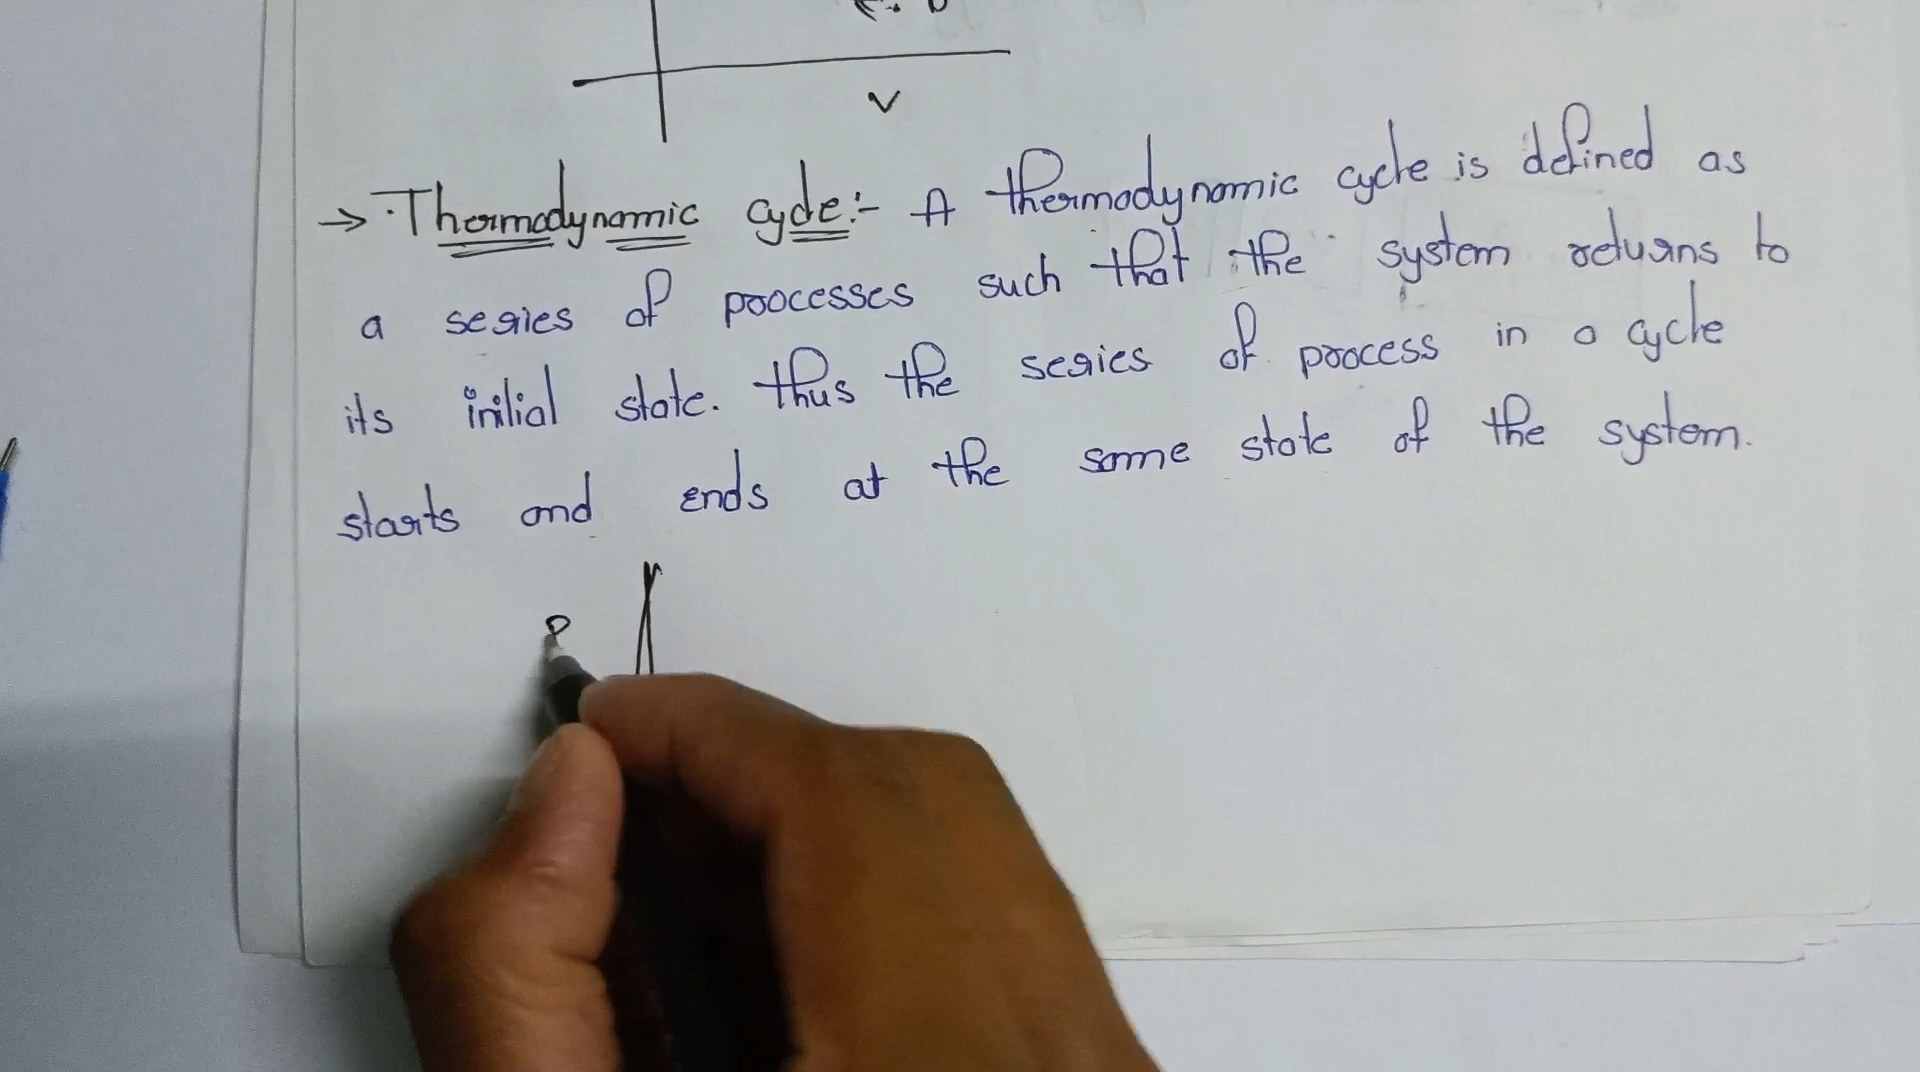 V
→ Thermodynamic cycle:- A thermodynamic cycle is defined as
a series of processes such that the system returns to
its initial state. thus the series of process in a cycle
starts and ends at the same state of the system.
P